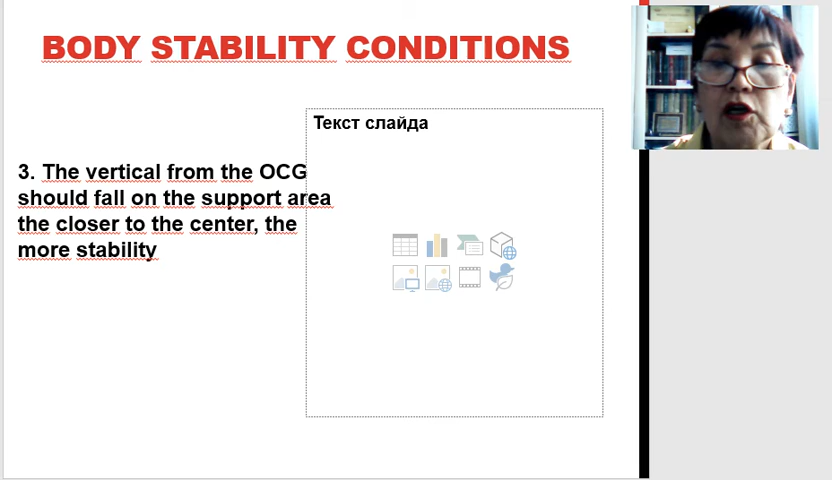 BODY STABILITY CONDITIONS
Текст слайда
3. The vertical from the OCG
should fall on the support area
the closer to the center, the
more stability